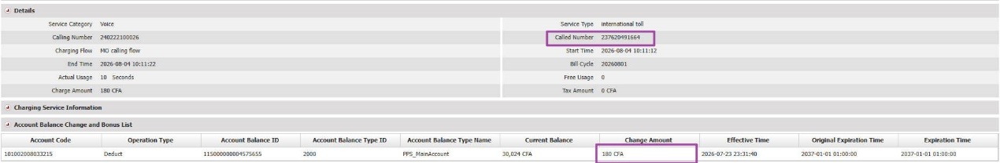 Details
Service Category Voice Service Type international toll
Calling Number 240222100026 Called Number 237620491664
Charging Flow MO calling flow Start Time 2026-08-04 10:11:12
End Time 2026-08-04 10:11:22 Bill Cycle 20260801
Actual Usage 10 Seconds Free Usage 0
Charge Amount 180 CFA Tax Amount 0 CFA
Charging Service Information
Account Balance Change and Bonus List
Account Code Operation Type Account Balance ID Account Balance Type ID Account Balance Type Name Current Balance Change Amount Effective Time Original Expiration Time Expiration Time
101002008033215 Deduct 115000000004575655 2000 PPS_MainAccount 30,024 CFA 180 CFA 2026-07-23 23:31:40 2037-01-01 01:00:00 2037-01-01 01:00:00